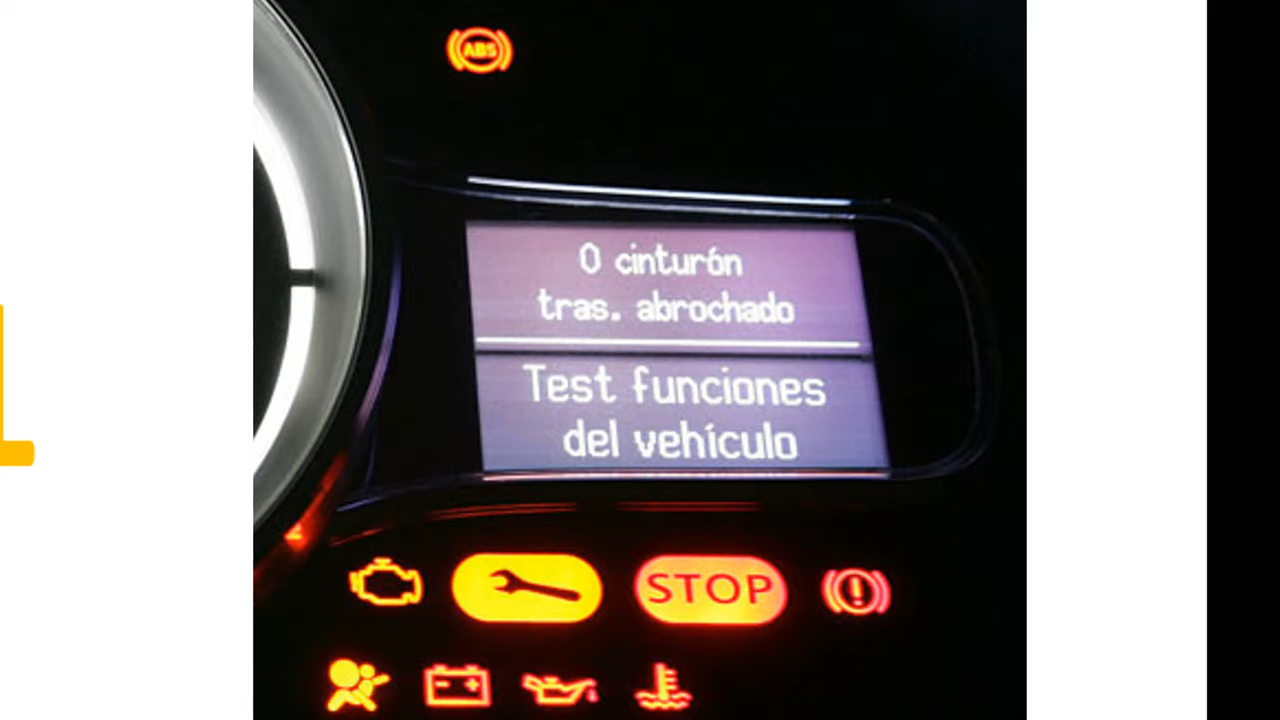 ABS
0 cinturón
tras. abrochado
Test funciones
del vehículo
STOP